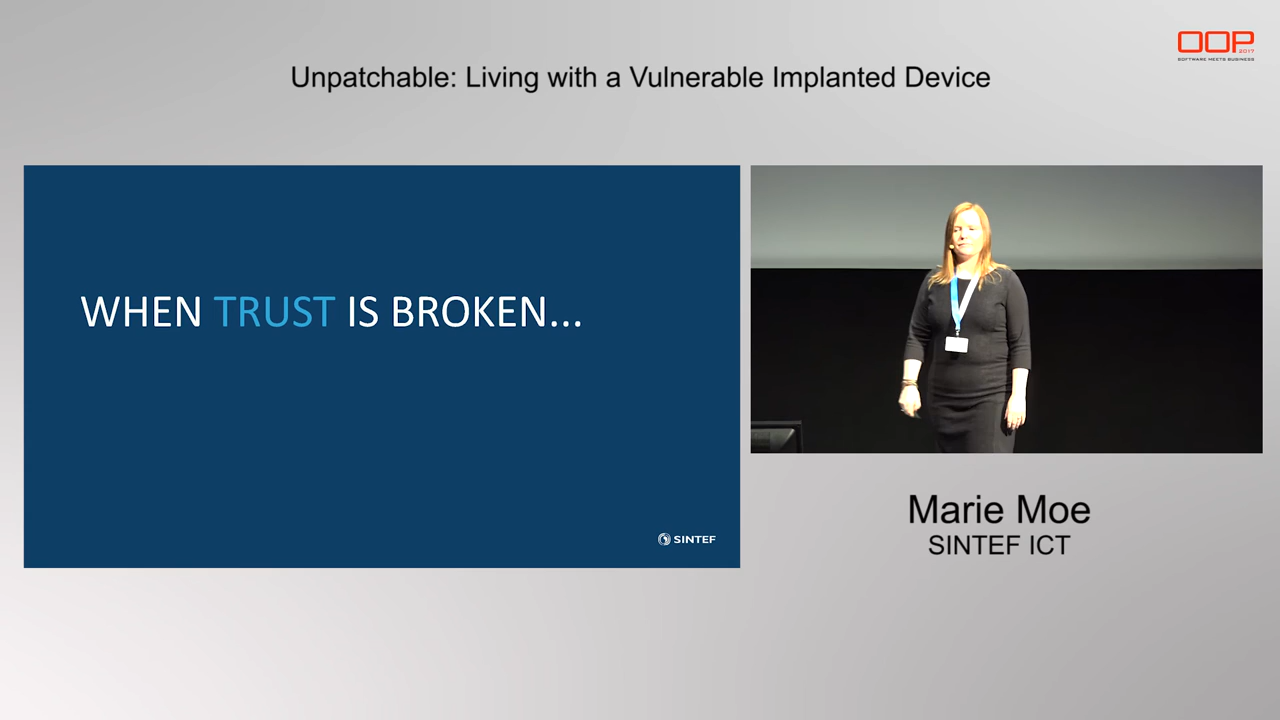 OOP
2017
SOFTWARE MEETS BUSINESS
Unpatchable: Living with a Vulnerable Implanted Device
WHEN TRUST IS BROKEN...
SINTEF
Marie Moe
SINTEF ICT